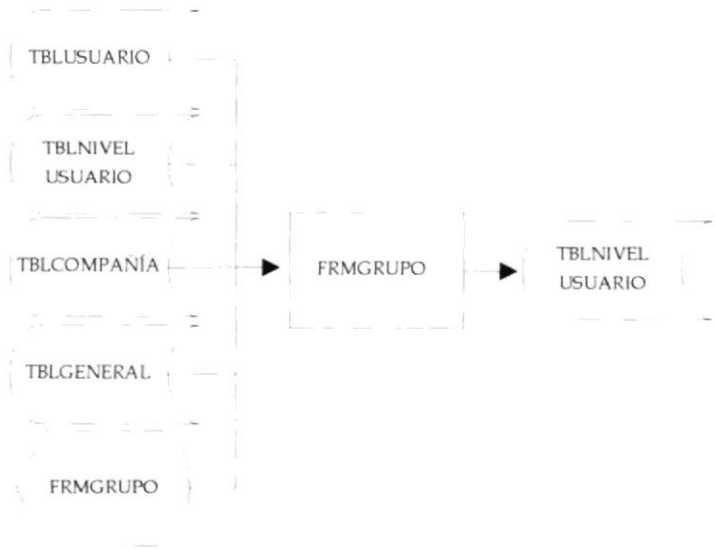 TBLUSUARIO
TBLNIVEL
USUARIO
TBLCOMPAÑÍA
FRMGRUPO
TBLNIVEL
USUARIO
TBLGENERAL
FRMGRUPO